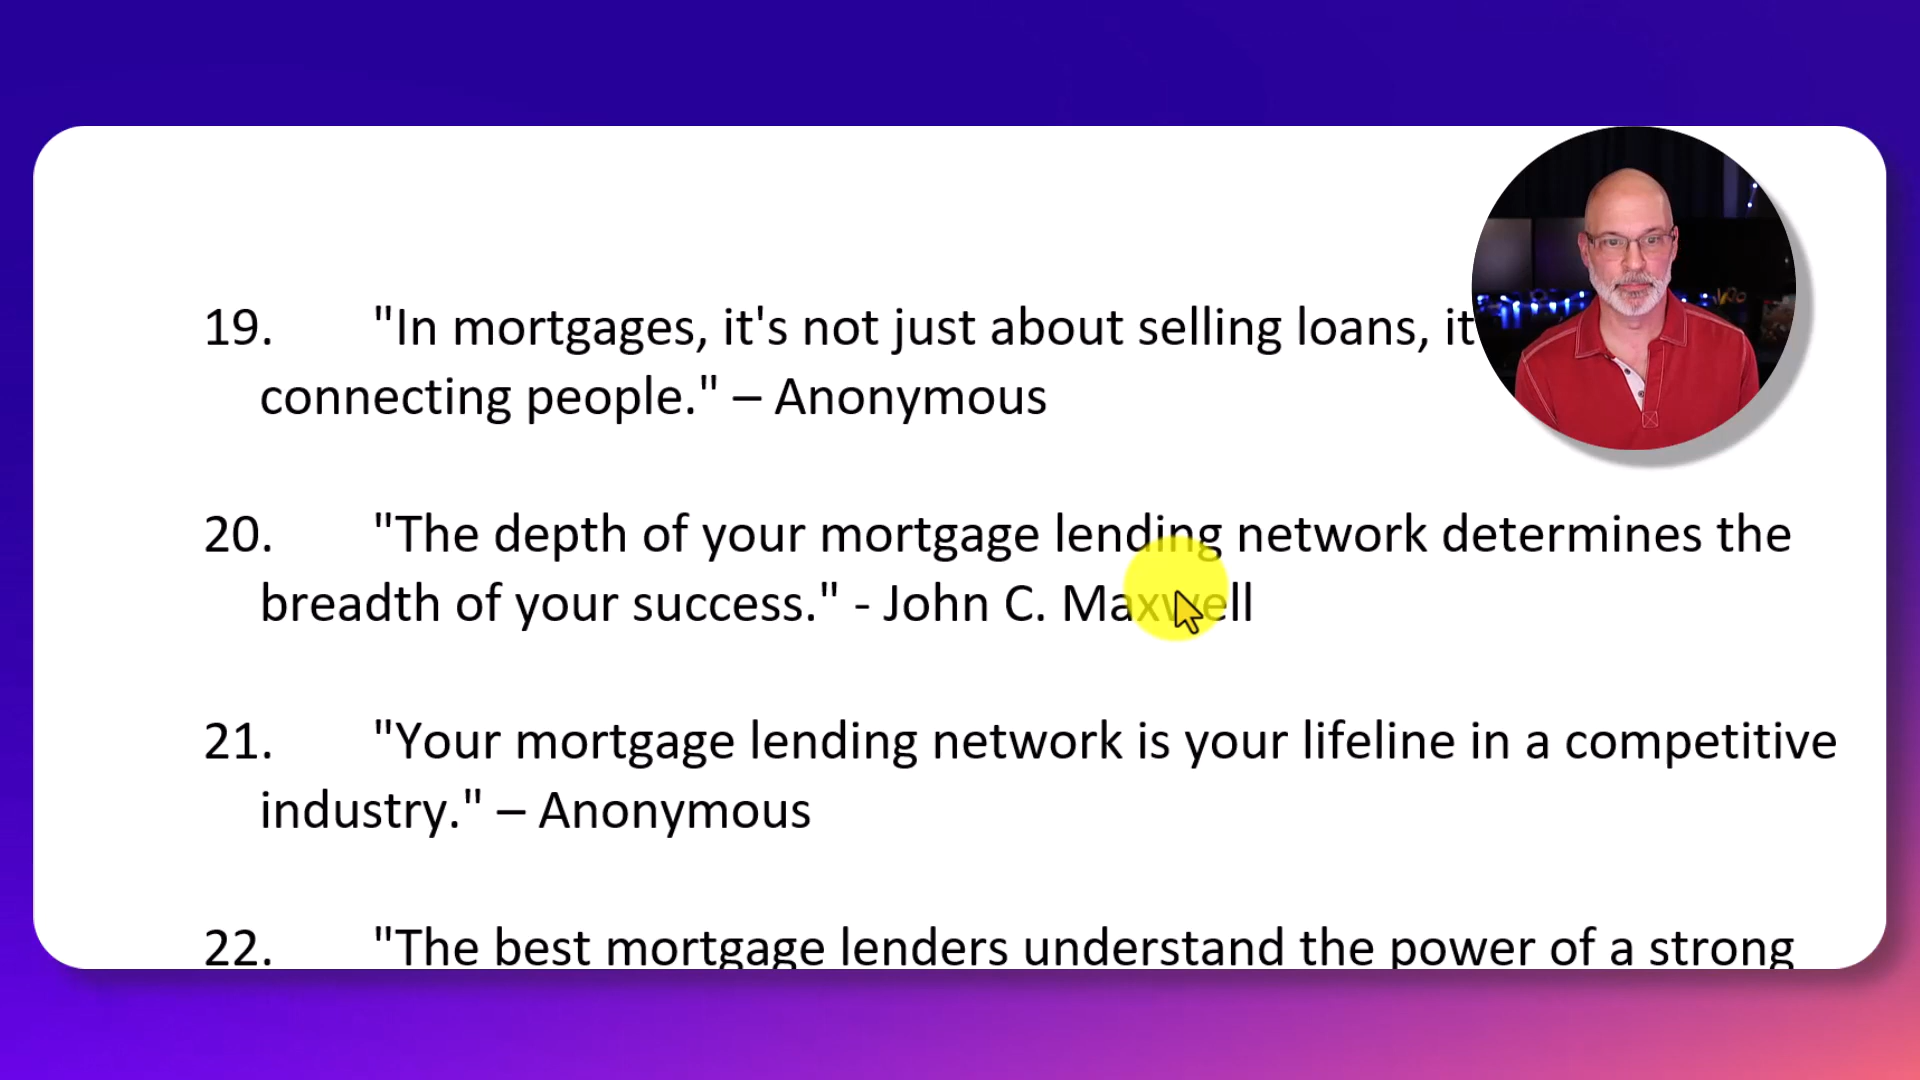 19. "In mortgages, it's not just about selling loans, it
connecting people." – Anonymous
20. "The depth of your mortgage lending network determines the
breadth of your success." - John C. Maxwell
21. "Your mortgage lending network is your lifeline in a competitive
industry." – Anonymous
22. "The best mortgage lenders understand the power of a strong